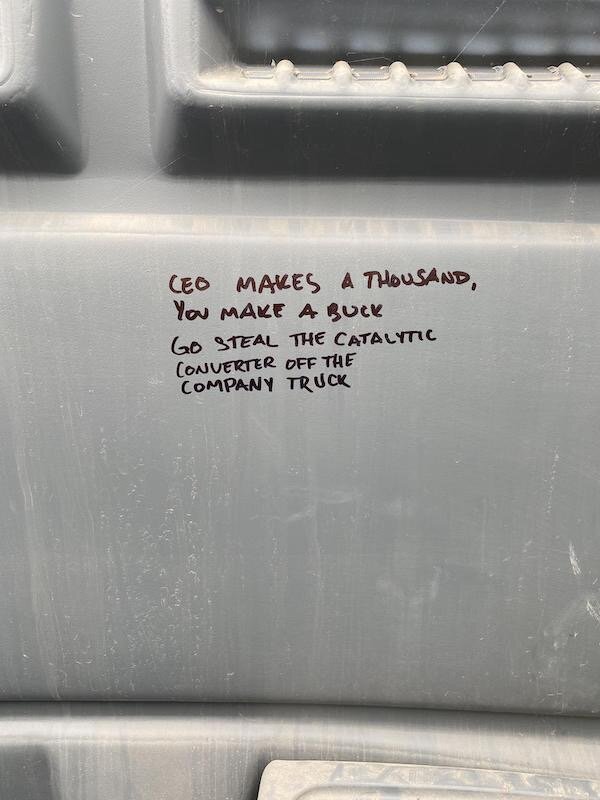 CEO MAKES A THOUSAND,
YOU MAKE A BUCK
GO STEAL THE CATALYTIC
CONVERTER OFF THE
COMPANY TRUCK